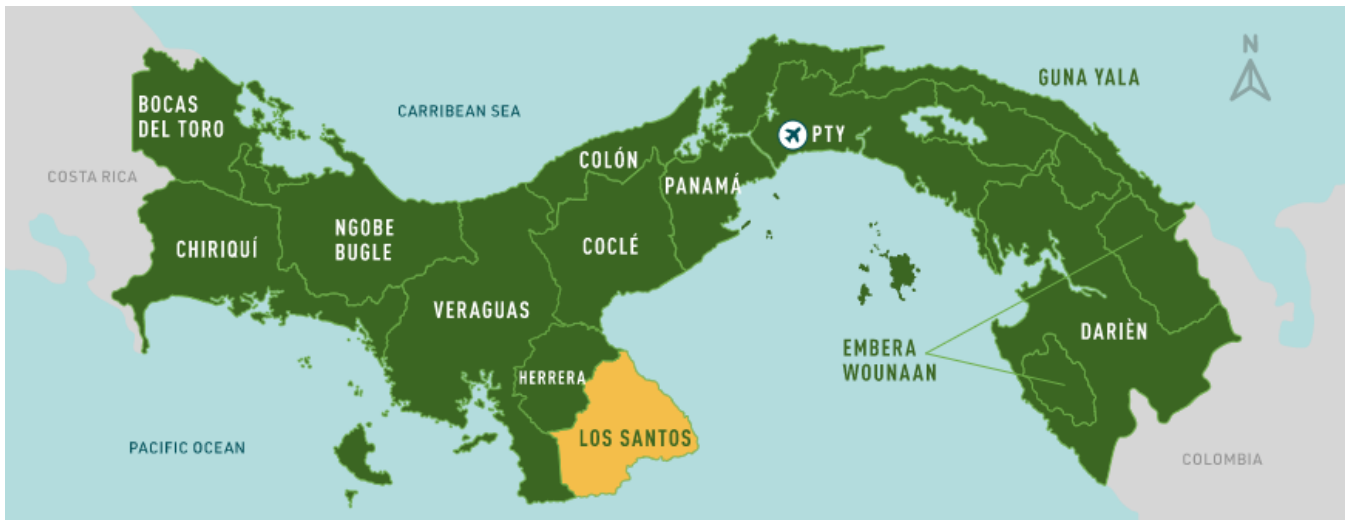 N
GUNA YALA
BOCAS
DEL TORO
CARRIBEAN SEA
PTY
COLÓN
COSTA RICA
PANAMÁ
NGOBE
BUGLE
CHIRIQUÍ
COCLÉ
VERAGUAS
DARIÈN
EMBERA
WOUNAAN
HERRERA
LOS SANTOS
PACIFIC OCEAN
COLOMBIA